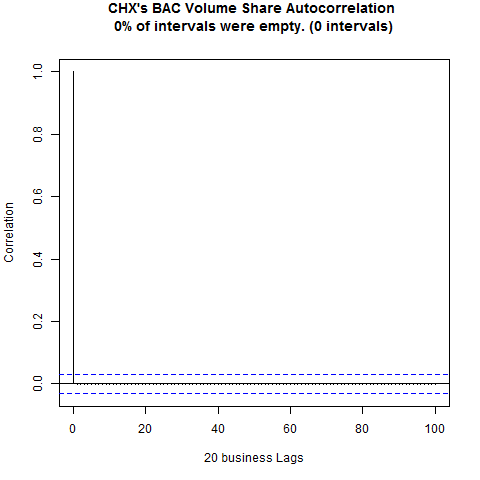 CHX's BAC Volume Share Autocorrelation
0% of intervals were empty. (0 intervals)
1.0
0.8
0.6
0.4
0.2
0.0
Correlation
0 20 40 60 80 100
20 business Lags